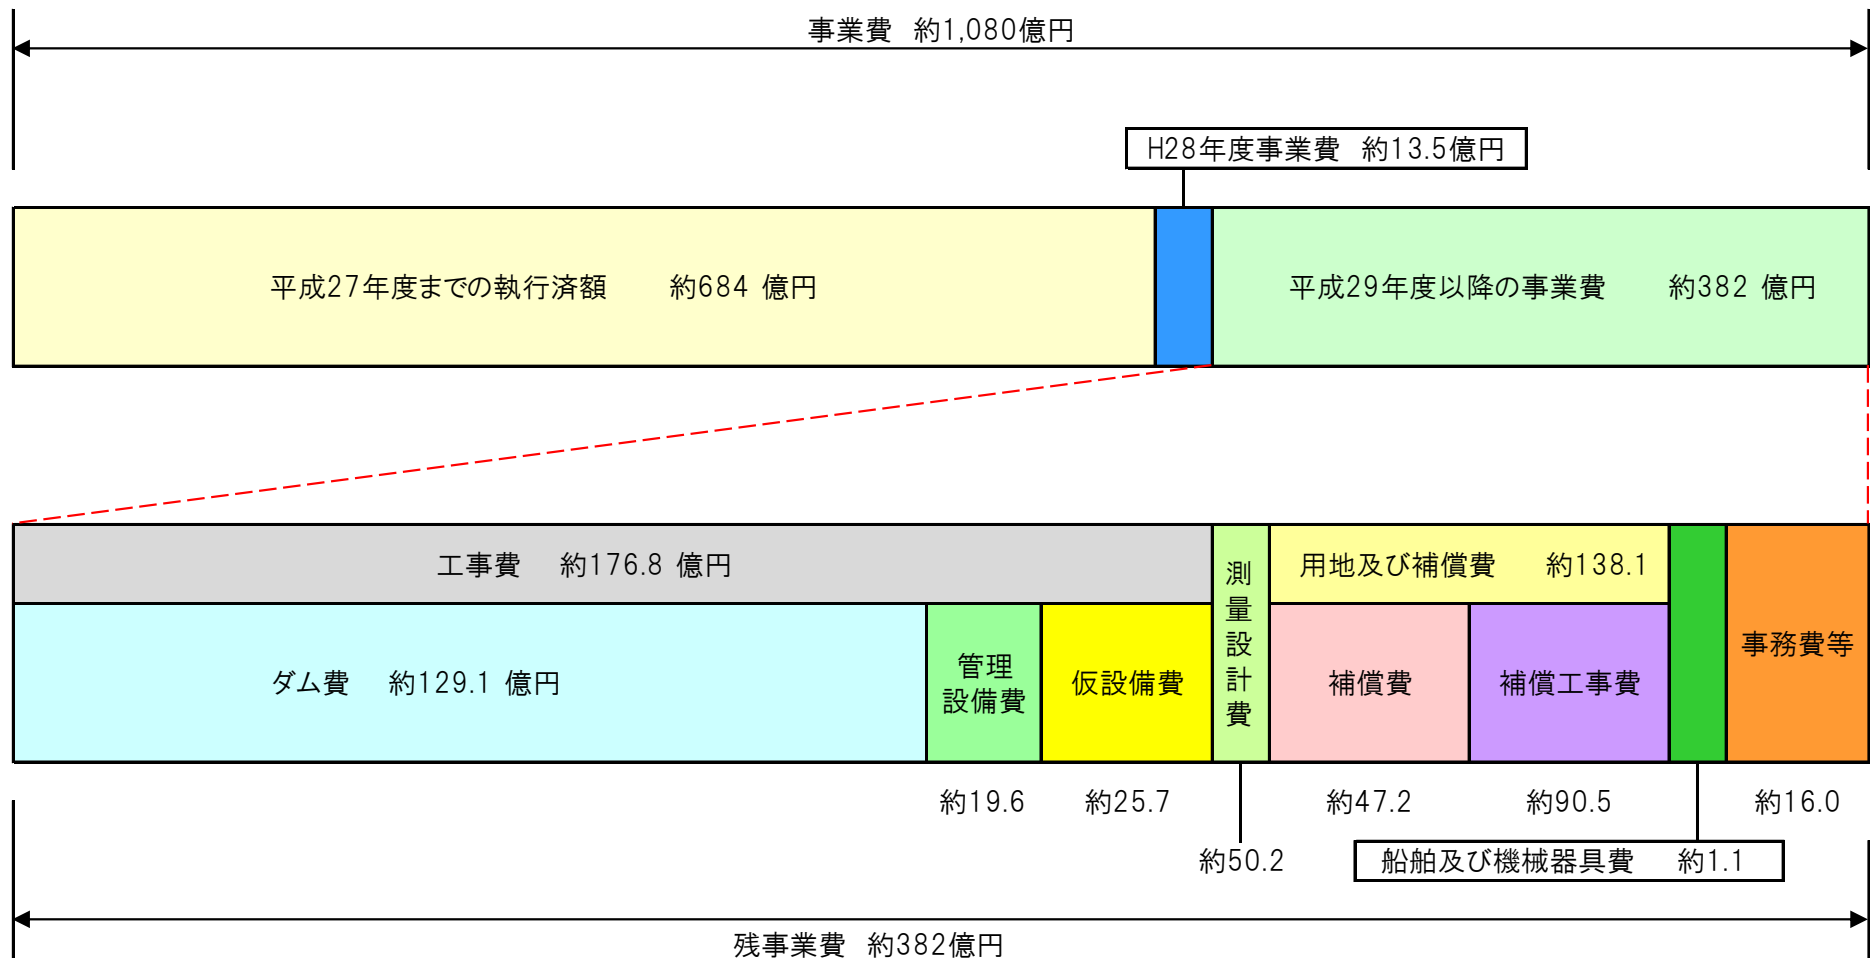 事業費 約1,080億円
H28年度事業費 約13.5億円
平成27年度までの執行済額 約684 億円
平成29年度以降の事業費 約382 億円
工事費 約176.8 億円
測量設計費
用地及び補償費 約138.1
事務費等
ダム費 約129.1 億円
管理
設備費
仮設備費
補償費
補償工事費
約19.6
約25.7
約47.2
約90.5
約16.0
約50.2
船舶及び機械器具費 約1.1
残事業費 約382億円